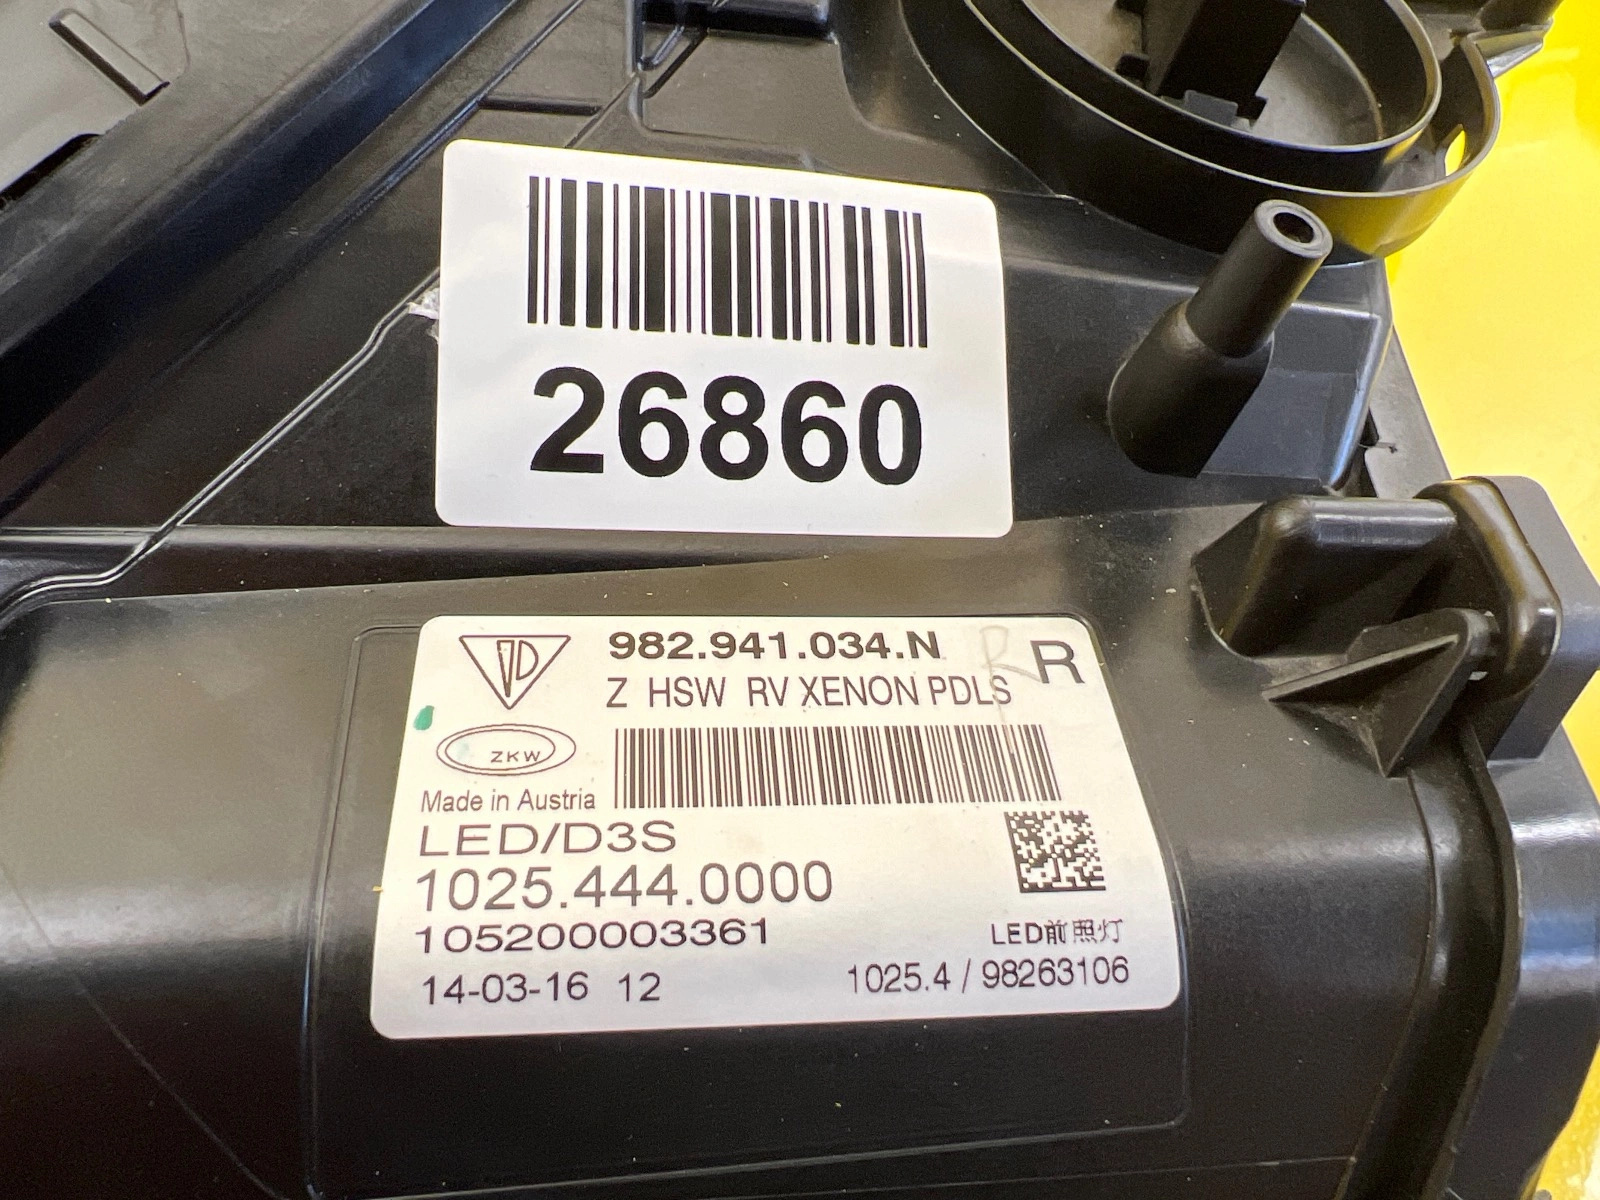 26860
982.941.034.N
R
Z HSW RV XENON PDLS
ZKW
Made in Austria
LED/D3S
1025.444.0000
105200003361
LED前照灯
14-03-16 12
1025.4 / 98263106